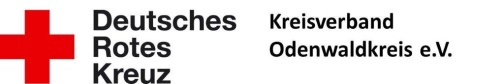 Deutsches
Rotes
Kreuz
Kreisverband
Odenwaldkreis e.V.